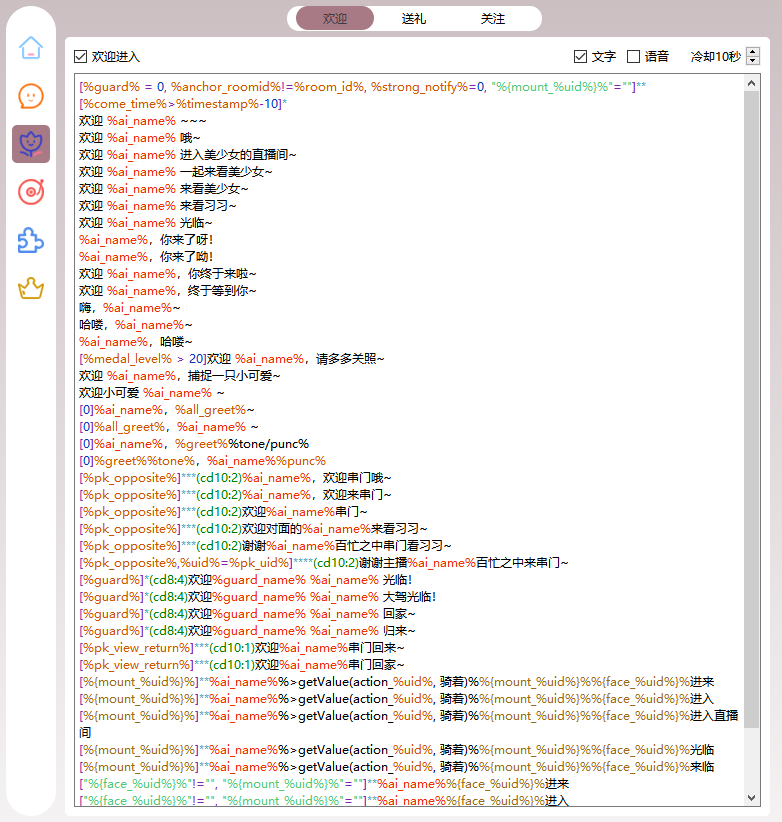 欢迎 送礼 关注
欢迎进入 文字 语音 冷却10秒
[%guard% = 0, %anchor_roomid%!=%room_id%, %strong_notify%=0, "%{mount_%uid%}%"=""]**
[%come_time%>%timestamp%-10]*
欢迎 %ai_name% ~~~
欢迎 %ai_name% 哦~
欢迎 %ai_name% 进入美少女的直播间~
欢迎 %ai_name% 一起来看美少女~
欢迎 %ai_name% 来看美少女~
欢迎 %ai_name% 来看习习~
欢迎 %ai_name% 光临~
%ai_name%，你来了呀！
%ai_name%，你来了呦！
欢迎 %ai_name%，你终于来啦~
欢迎 %ai_name%，终于等到你~
嗨，%ai_name%~
哈喽，%ai_name%~
%ai_name%，哈喽~
[%medal_level% > 20]欢迎 %ai_name%，请多多关照~
欢迎 %ai_name%，捕捉一只小可爱~
欢迎小可爱 %ai_name% ~
[0]%ai_name%，%all_greet%~
[0]%all_greet%，%ai_name% ~
[0]%ai_name%，%greet%%tone/punc%
[0]%greet%%tone%，%ai_name%%punc%
[%pk_opposite%]***(cd10:2)%ai_name%，欢迎串门哦~
[%pk_opposite%]***(cd10:2)%ai_name%，欢迎来串门~
[%pk_opposite%]***(cd10:2)欢迎%ai_name%串门~
[%pk_opposite%]***(cd10:2)欢迎对面的%ai_name%来看习习~
[%pk_opposite%]***(cd10:2)谢谢%ai_name%百忙之中串门看习习~
[%pk_opposite%,%uid%=%pk_uid%]****(cd10:2)谢谢主播%ai_name%百忙之中来串门~
[%guard%]*(cd8:4)欢迎%guard_name% %ai_name% 光临！
[%guard%]*(cd8:4)欢迎%guard_name% %ai_name% 大驾光临！
[%guard%]*(cd8:4)欢迎%guard_name% %ai_name% 回家~
[%guard%]*(cd8:4)欢迎%guard_name% %ai_name% 归来~
[%pk_view_return%]***(cd10:1)欢迎%ai_name%串门回来~
[%pk_view_return%]***(cd10:1)欢迎%ai_name%串门回家~
[%{mount_%uid%}%]**%ai_name%%>getValue(action_%uid%, 骑着)%%{mount_%uid%}%%{face_%uid%}%进来
[%{mount_%uid%}%]**%ai_name%%>getValue(action_%uid%, 骑着)%%{mount_%uid%}%%{face_%uid%}%进入
[%{mount_%uid%}%]**%ai_name%%>getValue(action_%uid%, 骑着)%%{mount_%uid%}%%{face_%uid%}%进入直播
间
[%{mount_%uid%}%]**%ai_name%%>getValue(action_%uid%, 骑着)%%{mount_%uid%}%%{face_%uid%}%光临
[%{mount_%uid%}%]**%ai_name%%>getValue(action_%uid%, 骑着)%%{mount_%uid%}%%{face_%uid%}%来临
["%{face_%uid%}%"!="", "%{mount_%uid%}%"=""]**%ai_name%%{face_%uid%}%进来
["%{face_%uid%}%"!="", "%{mount_%uid%}%"=""]**%ai_name%%{face_%uid%}%进入